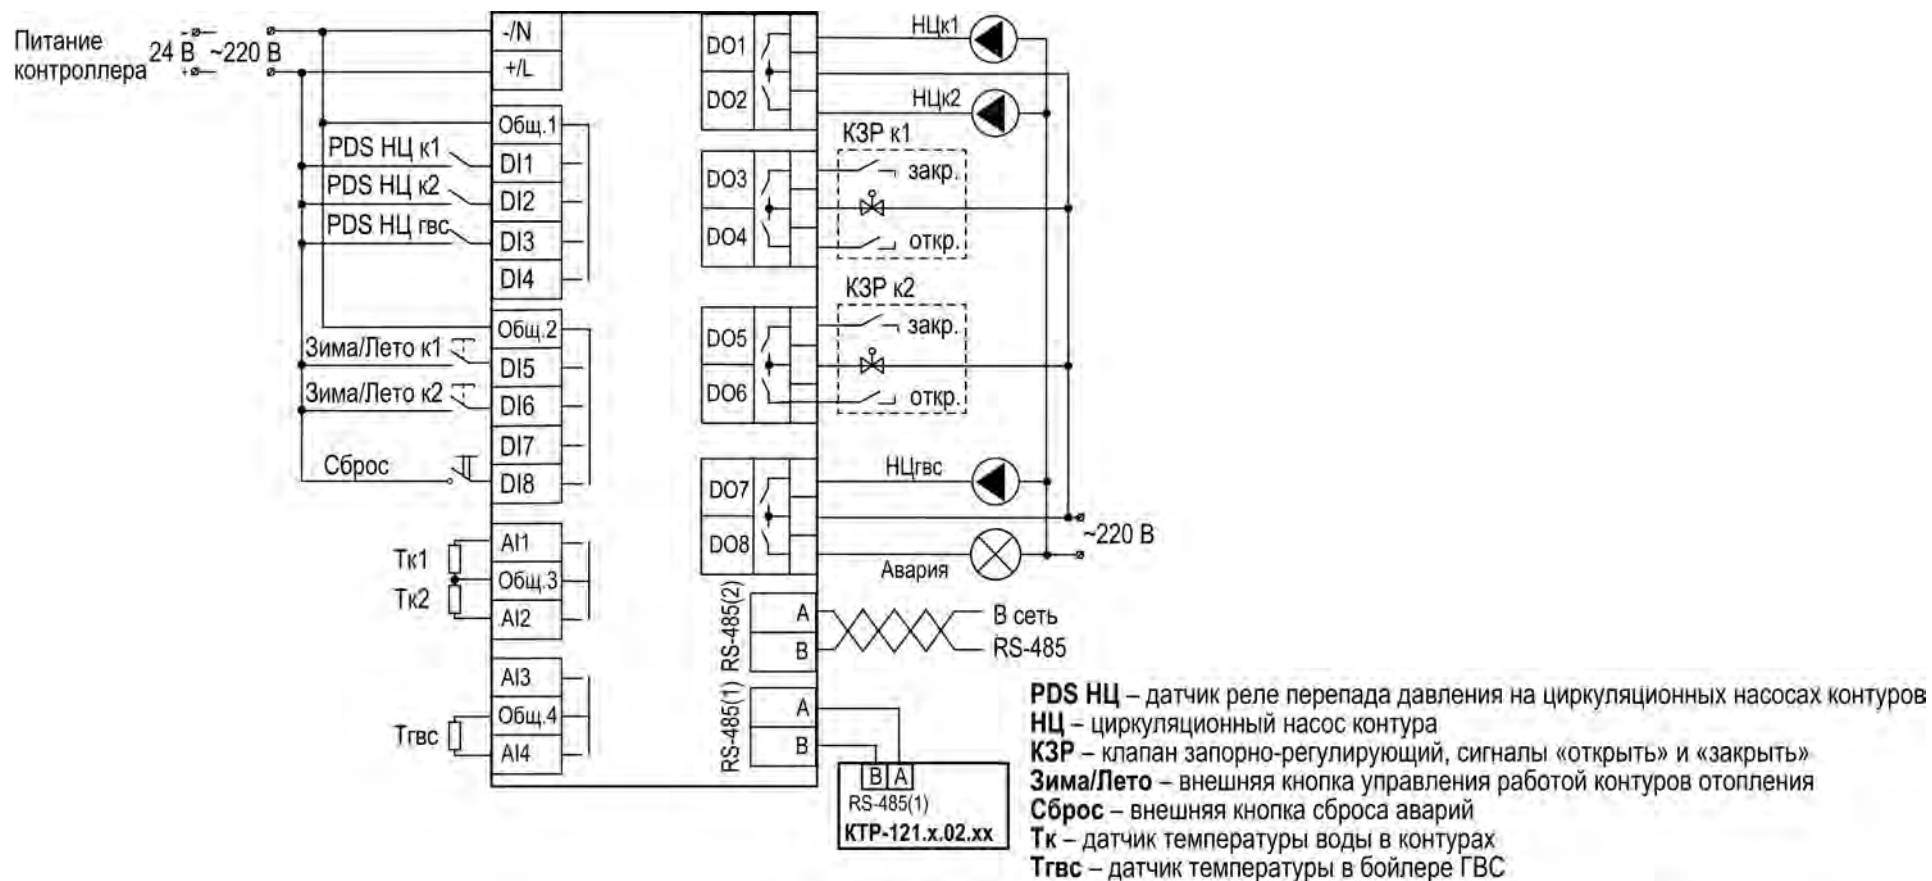 Питание
контроллера
24 В ~220 В
-/N
+/L
Общ.1
PDS НЦ к1
DI1
PDS НЦ к2
DI2
PDS НЦ гвс
DI3
DI4
Общ.2
Зима/Лето к1
DI5
Зима/Лето к2
DI6
DI7
Сброс
DI8
Тк1
AI1
Общ.3
Тк2
AI2
AI3
Общ.4
Тгвс
AI4
DO1
НЦк1
DO2
НЦк2
КЗР к1
DO3
закр.
DO4
откр.
КЗР к2
DO5
закр.
DO6
откр.
DO7
НЦгвс
DO8
Авария
~220 В
RS-485(2)
A
B
В сеть
RS-485
RS-485(1)
A
B
B A
RS-485(1)
КТР-121.x.02.xx
PDS НЦ – датчик реле перепада давления на циркуляционных насосах контуров
НЦ – циркуляционный насос контура
КЗР – клапан запорно-регулирующий, сигналы «открыть» и «закрыть»
Зима/Лето – внешняя кнопка управления работой контуров отопления
Сброс – внешняя кнопка сброса аварий
Тк – датчик температуры воды в контурах
Тгвс – датчик температуры в бойлере ГВС